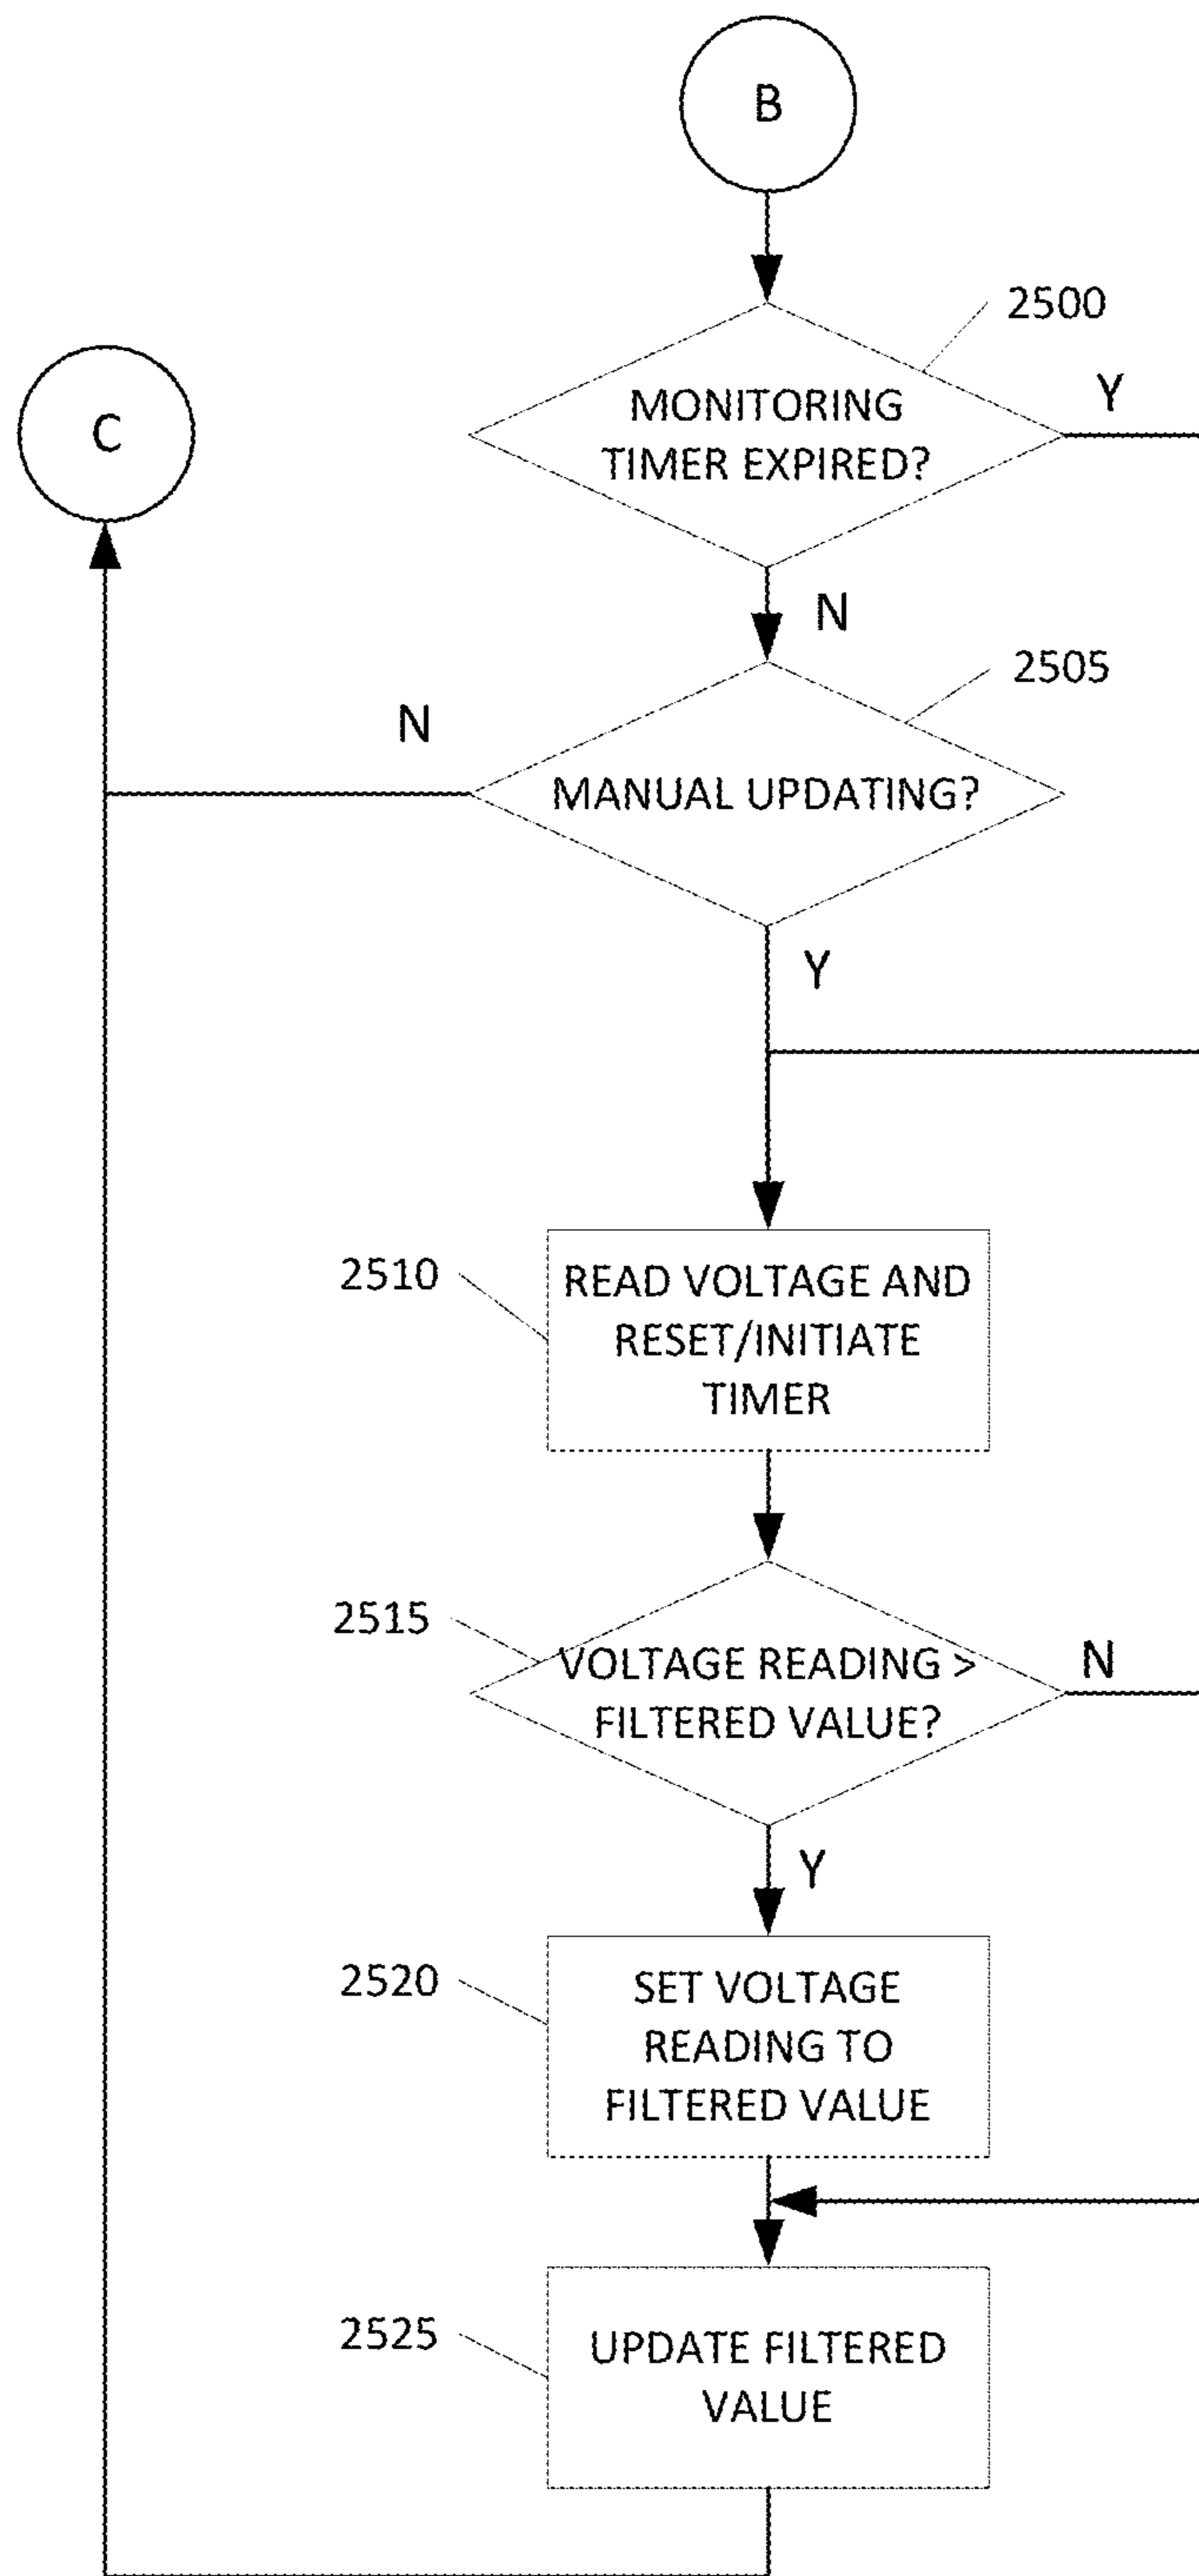 B
2500
MONITORING
TIMER EXPIRED?
Y
C
N
2505
N
MANUAL UPDATING?
Y
2510
READ VOLTAGE AND
RESET/INITIATE
TIMER
2515
VOLTAGE READING >
FILTERED VALUE?
N
Y
2520
SET VOLTAGE
READING TO
FILTERED VALUE
2525
UPDATE FILTERED
VALUE